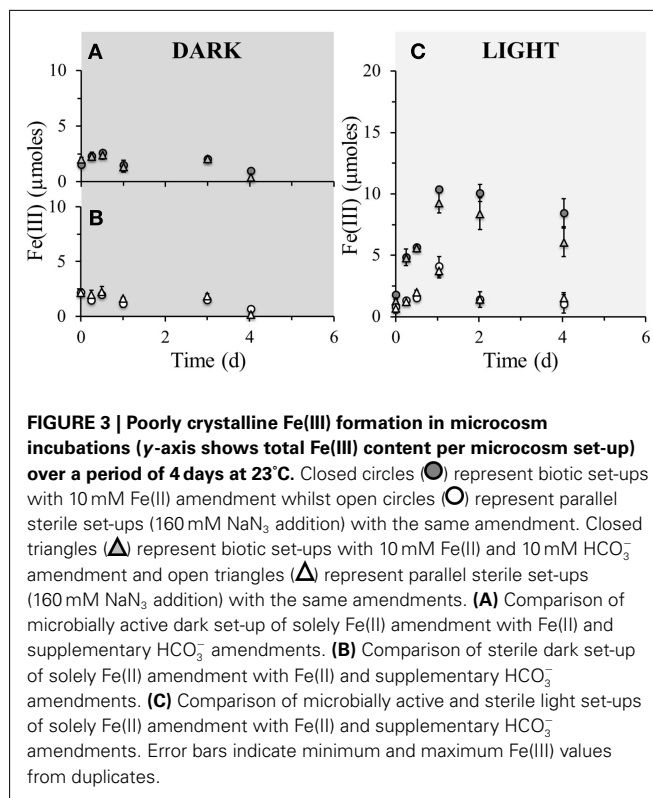 A DARK
C LIGHT
Fe(III) (µmoles)
10
5
0
B
10
5
0
0 2 4 6
Time (d)
Fe(III) (µmoles)
20
15
10
5
0
0 2 4 6
Time (d)
FIGURE 3 | Poorly crystalline Fe(III) formation in microcosm
incubations (y-axis shows total Fe(III) content per microcosm set-up)
over a period of 4 days at 23°C. Closed circles () represent biotic set-ups
with 10 mM Fe(II) amendment whilst open circles () represent parallel
sterile set-ups (160 mM NaN₃ addition) with the same amendment. Closed
triangles () represent biotic set-ups with 10 mM Fe(II) and 10 mM HCO₃⁻
amendment and open triangles () represent parallel sterile set-ups
(160 mM NaN₃ addition) with the same amendments. (A) Comparison of
microbially active dark set-up of solely Fe(II) amendment with Fe(II) and
supplementary HCO₃⁻ amendments. (B) Comparison of sterile dark set-up
of solely Fe(II) amendment with Fe(II) and supplementary HCO₃⁻
amendments. (C) Comparison of microbially active and sterile light set-ups
of solely Fe(II) amendment with Fe(II) and supplementary HCO₃⁻
amendments. Error bars indicate minimum and maximum Fe(III) values
from duplicates.